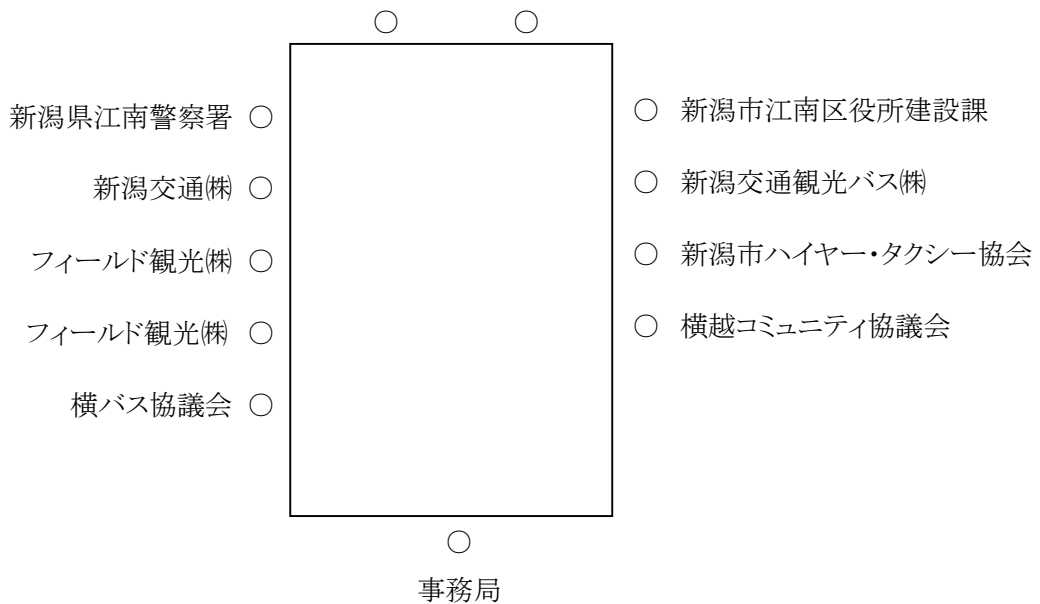 ○ ○
新潟県江南警察署 ○
新潟交通㈱ ○
フィールド観光㈱ ○
フィールド観光㈱ ○
横バス協議会 ○
○ 新潟市江南区役所建設課
○ 新潟交通観光バス㈱
○ 新潟市ハイヤー・タクシー協会
○ 横越コミュニティ協議会
○
事務局